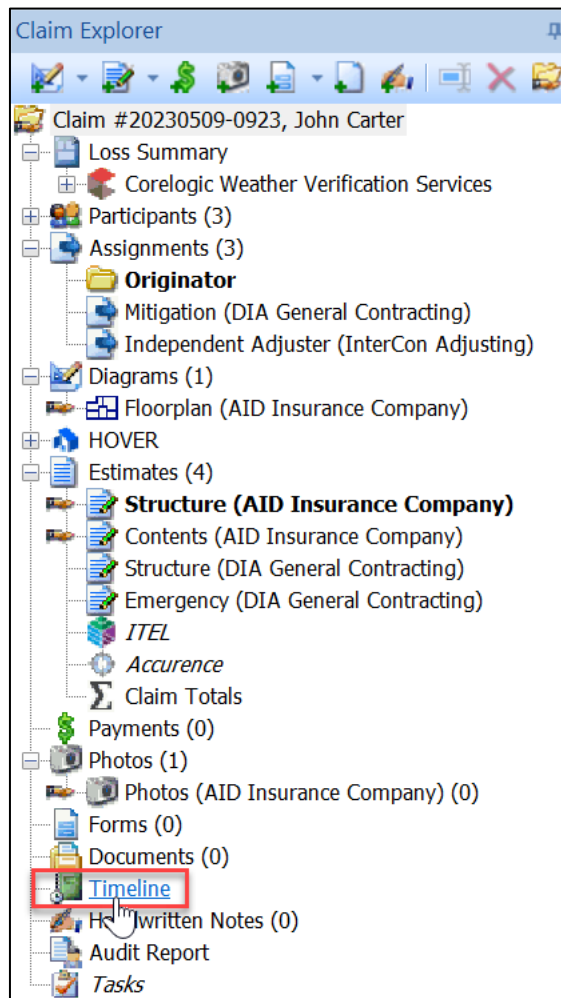 Claim Explorer
Claim #20230509-0923, John Carter
Loss Summary
Corelogic Weather Verification Services
Participants (3)
Assignments (3)
Originator
Mitigation (DIA General Contracting)
Independent Adjuster (InterCon Adjusting)
Diagrams (1)
Floorplan (AID Insurance Company)
HOVER
Estimates (4)
Structure (AID Insurance Company)
Contents (AID Insurance Company)
Structure (DIA General Contracting)
Emergency (DIA General Contracting)
ITEL
Accurence
Claim Totals
Payments (0)
Photos (1)
Photos (AID Insurance Company) (0)
Forms (0)
Documents (0)
Timeline
Handwritten Notes (0)
Audit Report
Tasks